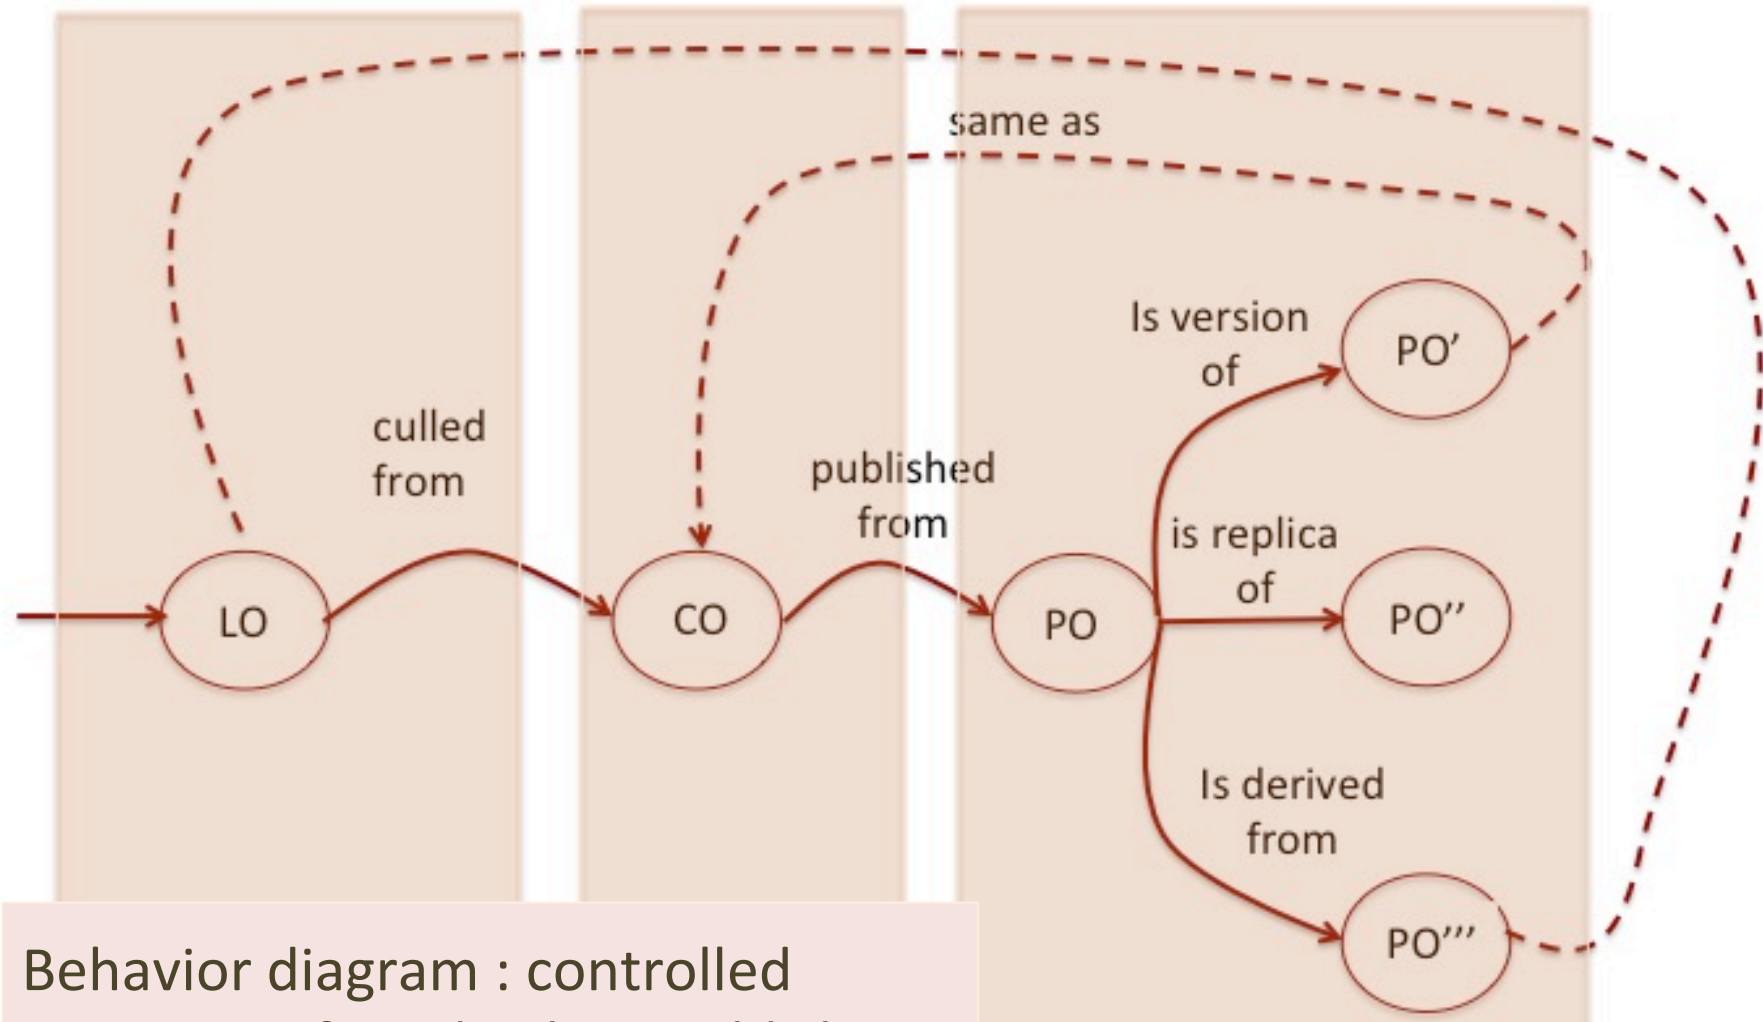 same as
Is version
of
PO’
culled
from
published
from
is replica
of
LO
CO
PO
PO’’
Is derived
from
PO’’’
Behavior diagram : controlled